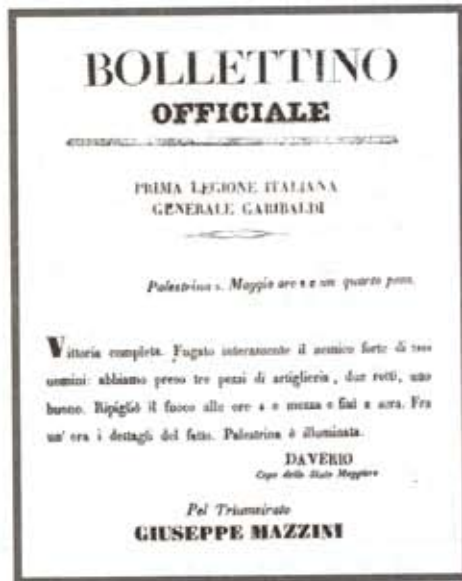 BOLLETTINO
OFFICIALE
PRIMA LEGIONE ITALIANA
GENERALE GARIBALDI
Palestrina Maggio ore e un quarto pom.
Vittoria completa. Fugato interamente il nemico forte di
uomini: abbiamo preso tre pezzi di artiglieria, due rotti, uno
buono. Ripigliò il fuoco alle ore e mezza e finì a sera. Fra
un' ora i dettagli del fatto. Palestrina è illuminata.
DAVERIO
Capo dello Stato Maggiore
Pel Triumvirato
GIUSEPPE MAZZINI